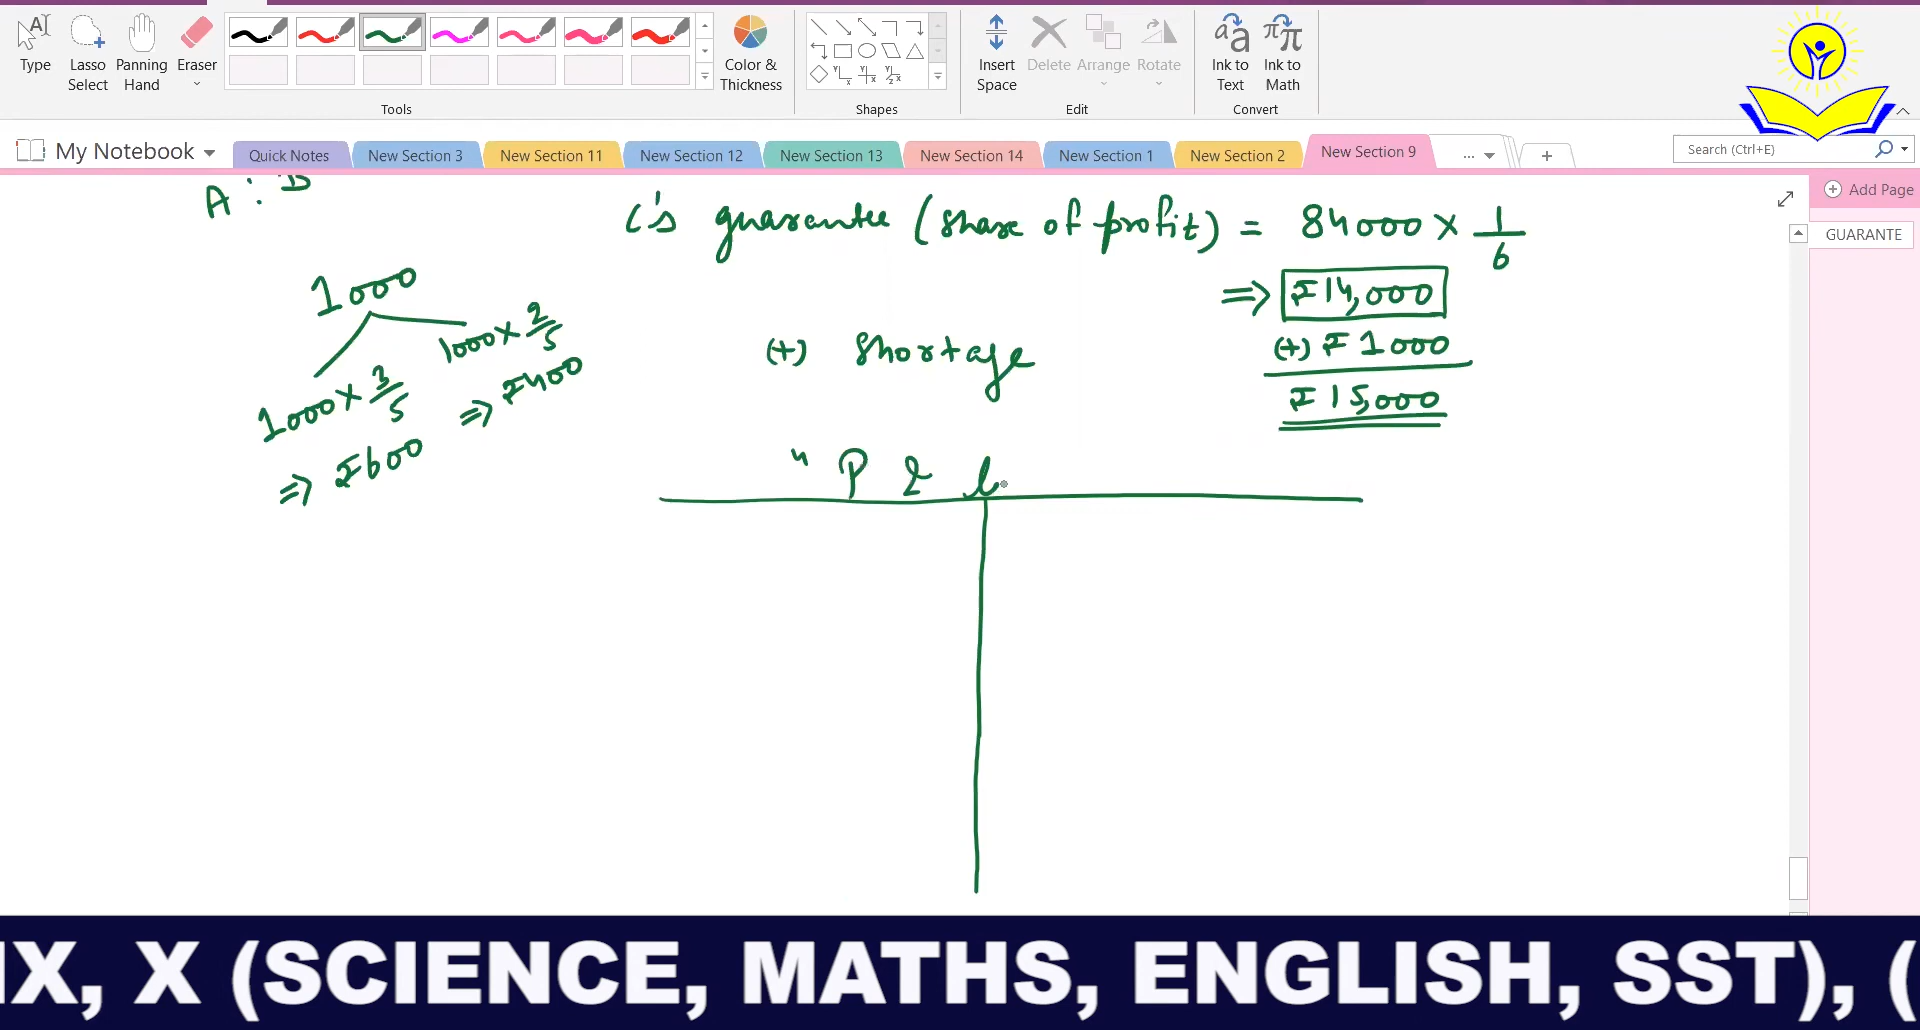 Type
Lasso Select
Panning Hand
Eraser
Color & Thickness
Insert Space
Delete
Arrange
Rotate
Ink to Text
Ink to Math
Tools
Shapes
Edit
Convert
My Notebook
Quick Notes
New Section 3
New Section 11
New Section 12
New Section 13
New Section 14
New Section 1
New Section 2
New Section 9
...
Search (Ctrl+E)
Add Page
GUARANTE
A : B
C's guarantee (share of profit) = 84000 × 1/6
⇒ ₹14,000
(+) shortage (+) ₹1000
₹15,000
1000
1000 × 3/5
⇒ ₹600
1000 × 2/5
⇒ ₹400
" P & L
IX, X (SCIENCE, MATHS, ENGLISH, SST), (